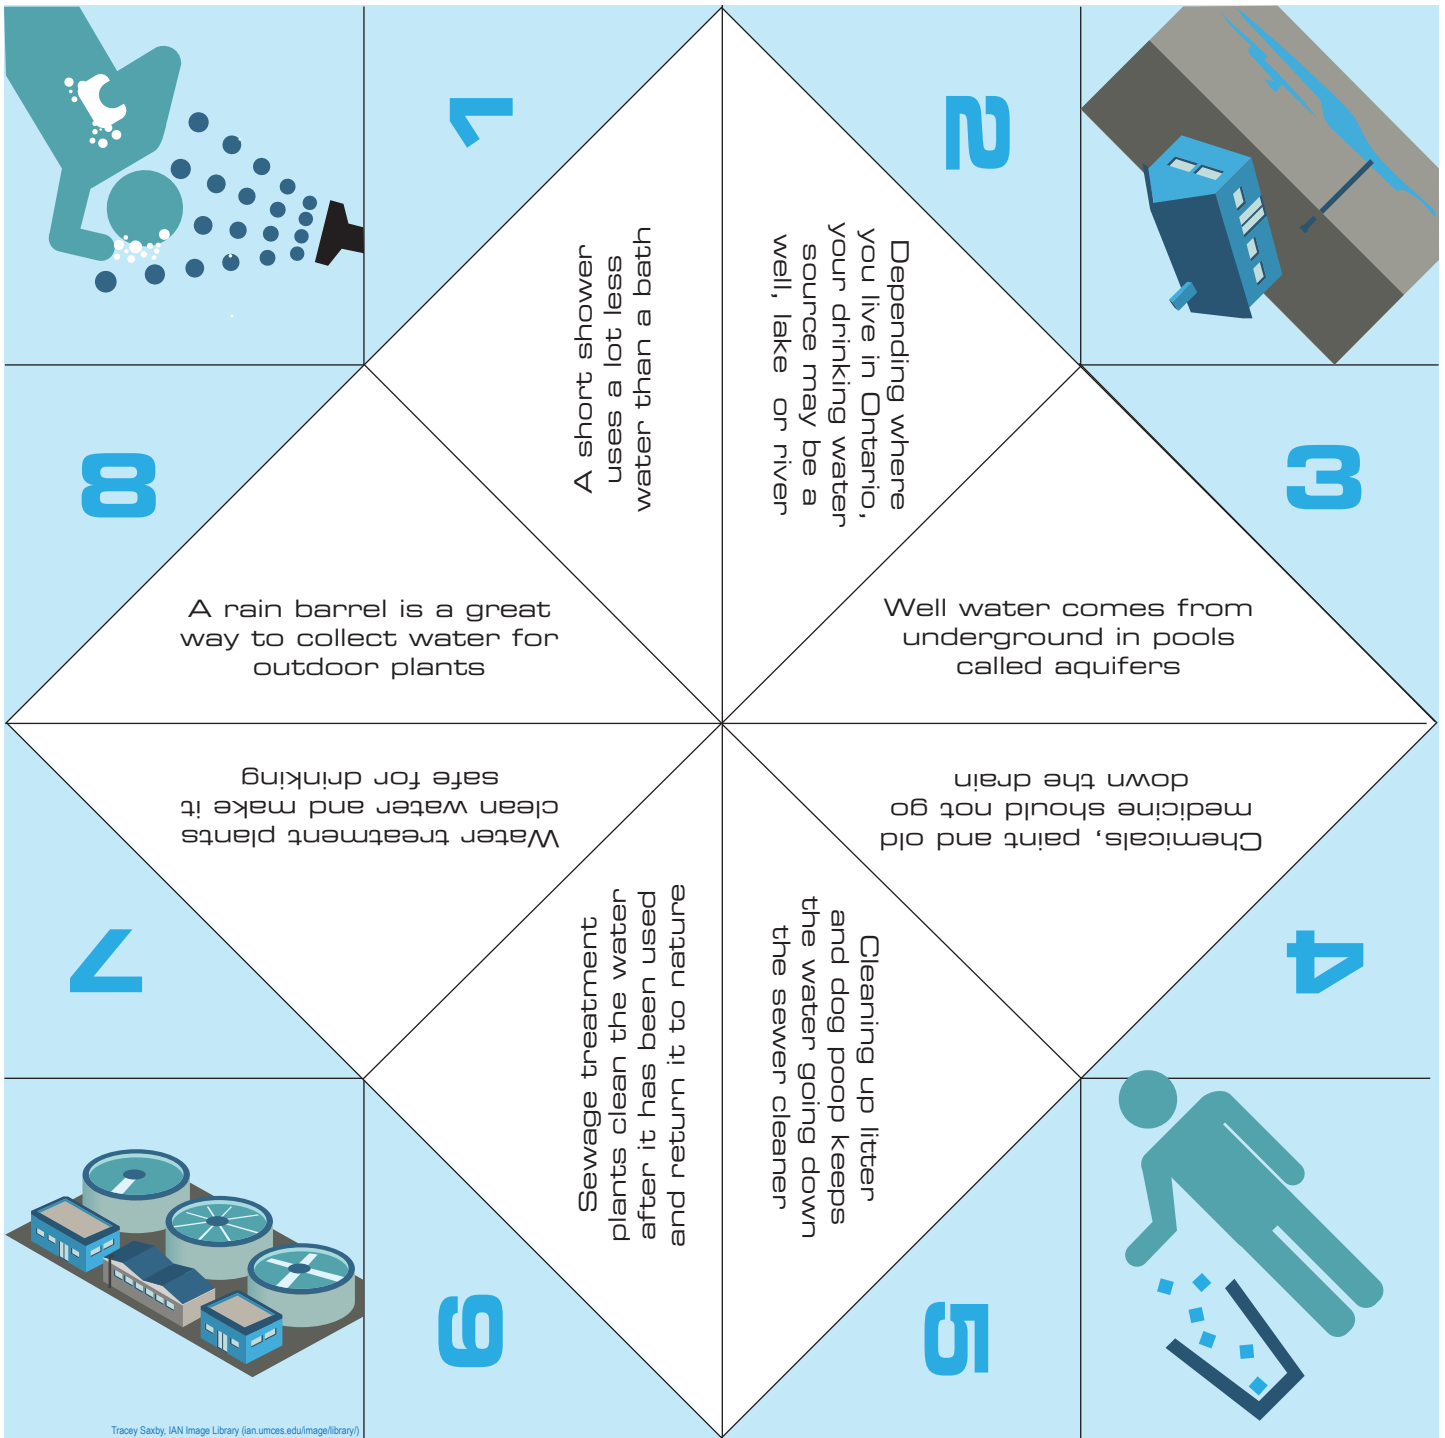 1
A short shower
uses a lot less
water than a bath
2
Depending where
you live in Ontario,
your drinking water
source may be a
well, lake or river
3
Well water comes from
underground in pools
called aquifers
4
Chemicals, paint and old
medicine should not go
down the drain
5
Cleaning up litter
and dog poop keeps
the water going down
the sewer cleaner
6
Sewage treatment
plants clean the water
after it has been used
and return it to nature
7
Water treatment plants
clean water and make it
safe for drinking
8
A rain barrel is a great
way to collect water for
outdoor plants
Tracey Saxby, IAN Image Library (ian.umces.edu/image/library/)